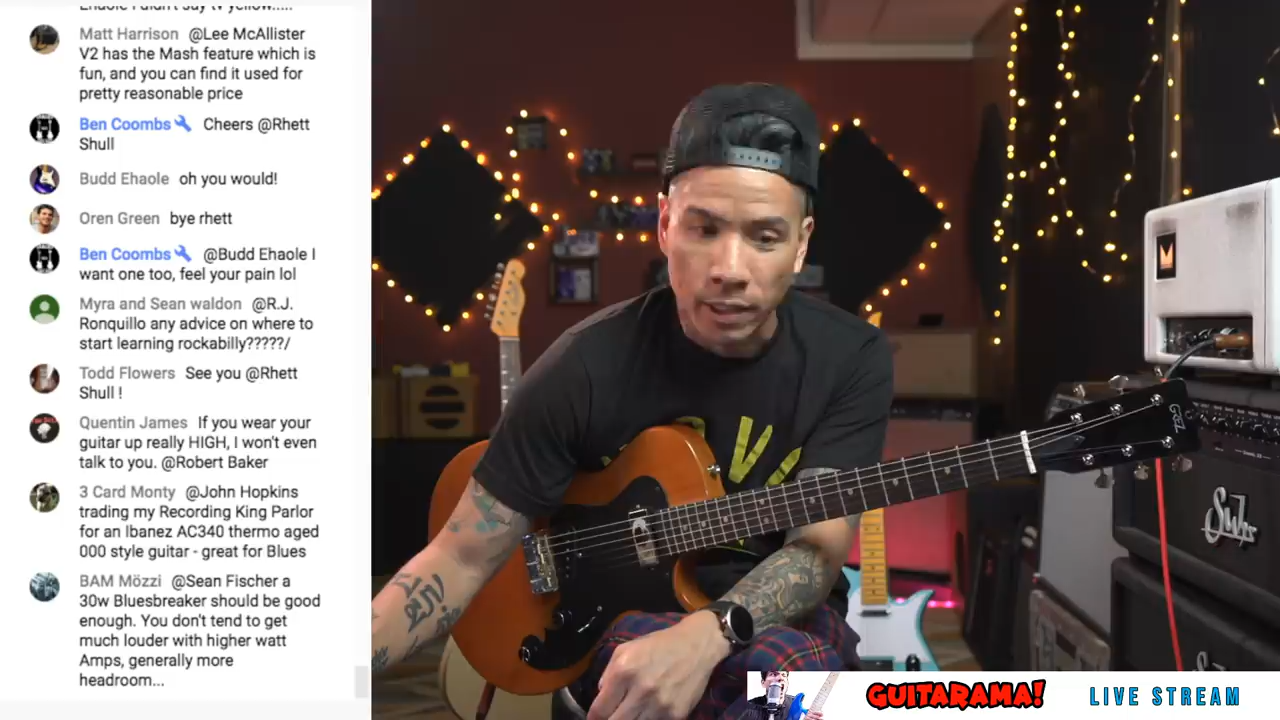 Ehaole I didn't say tv yellow.....
Matt Harrison @Lee McAllister
V2 has the Mash feature which is
fun, and you can find it used for
pretty reasonable price
Ben Coombs Cheers @Rhett
Shull
Budd Ehaole oh you would!
Oren Green bye rhett
Ben Coombs @Budd Ehaole I
want one too, feel your pain lol
Myra and Sean waldon @R.J.
Ronquillo any advice on where to
start learning rockabilly?????/
Todd Flowers See you @Rhett
Shull !
Quentin James If you wear your
guitar up really HIGH, I won't even
talk to you. @Robert Baker
3 Card Monty @John Hopkins
trading my Recording King Parlor
for an Ibanez AC340 thermo aged
000 style guitar - great for Blues
BAM Mözzi @Sean Fischer a
30w Bluesbreaker should be good
enough. You don't tend to get
much louder with higher watt
Amps, generally more
headroom...
Suhr
GUITARAMA!
LIVE STREAM